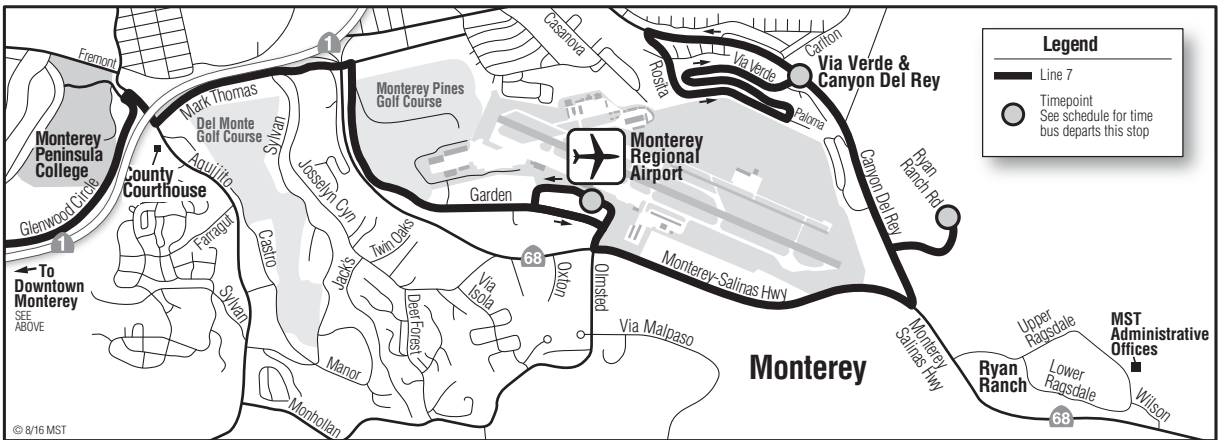 Fremont
1
Casanova
Carlton
Via Verde &
Canyon Del Rey
Via Verde
Rosita
Paloma
Legend
Line 7
Timepoint
See schedule for time
bus departs this stop
Mark Thomas
Monterey Pines
Golf Course
Del Monte
Golf Course
Sylvan
Monterey
Peninsula
College
County
Courthouse
Aguijito
Josselyn Cyn
Monterey
Regional
Airport
Garden
Canyon Del Rey
Ryan
Ranch Rd
Glenwood Circle
1
Farragut
Castro
Jack's
Twin Oaks
68
Oxton
Olmsted
Monterey-Salinas Hwy
To
Downtown
Monterey
SEE
ABOVE
Sylvan
Deer Forest
Via
Isola
Via Malpaso
Manor
Monhollan
Monterey
Monterey
Salinas Hwy
Upper
Ragsdale
MST
Administrative
Offices
Ryan
Ranch
Lower
Ragsdale
Wilson
68
© 8/16 MST